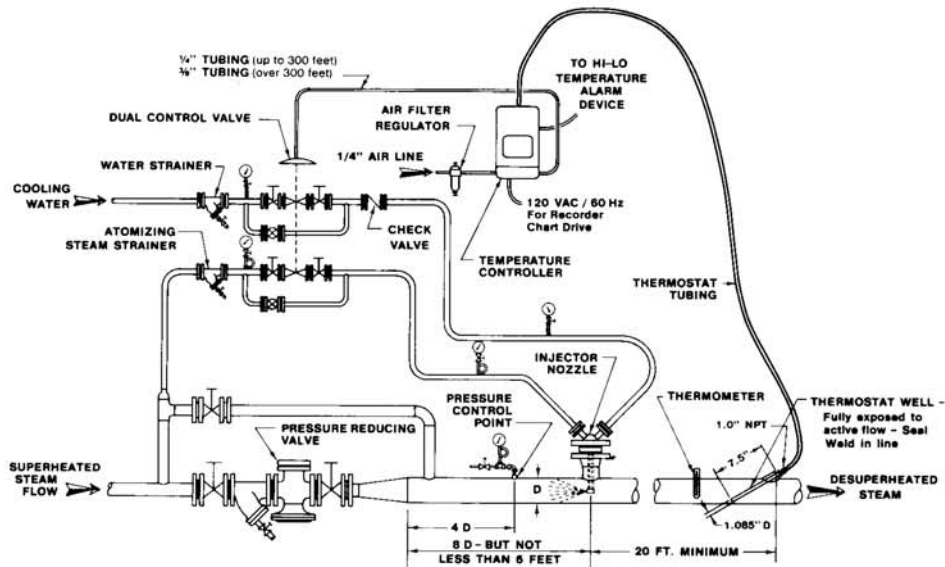 ¼" TUBING (up to 300 feet)
⅜" TUBING (over 300 feet)
TO HI-LO
TEMPERATURE
ALARM
DEVICE
AIR FILTER
REGULATOR
DUAL CONTROL VALVE
1/4" AIR LINE
WATER STRAINER
COOLING
WATER
120 VAC / 60 Hz
For Recorder
Chart Drive
CHECK
VALVE
ATOMIZING
STEAM STRAINER
TEMPERATURE
CONTROLLER
THERMOSTAT
TUBING
INJECTOR
NOZZLE
THERMOMETER
THERMOSTAT WELL –
Fully exposed to
active flow – Seal
Weld in line
PRESSURE
CONTROL
POINT
1.0" NPT
PRESSURE REDUCING
VALVE
7.5"
SUPERHEATED
STEAM
FLOW
D
DESUPERHEATED
STEAM
1.085" D
4 D
8 D – BUT NOT
LESS THAN 6 FEET
20 FT. MINIMUM